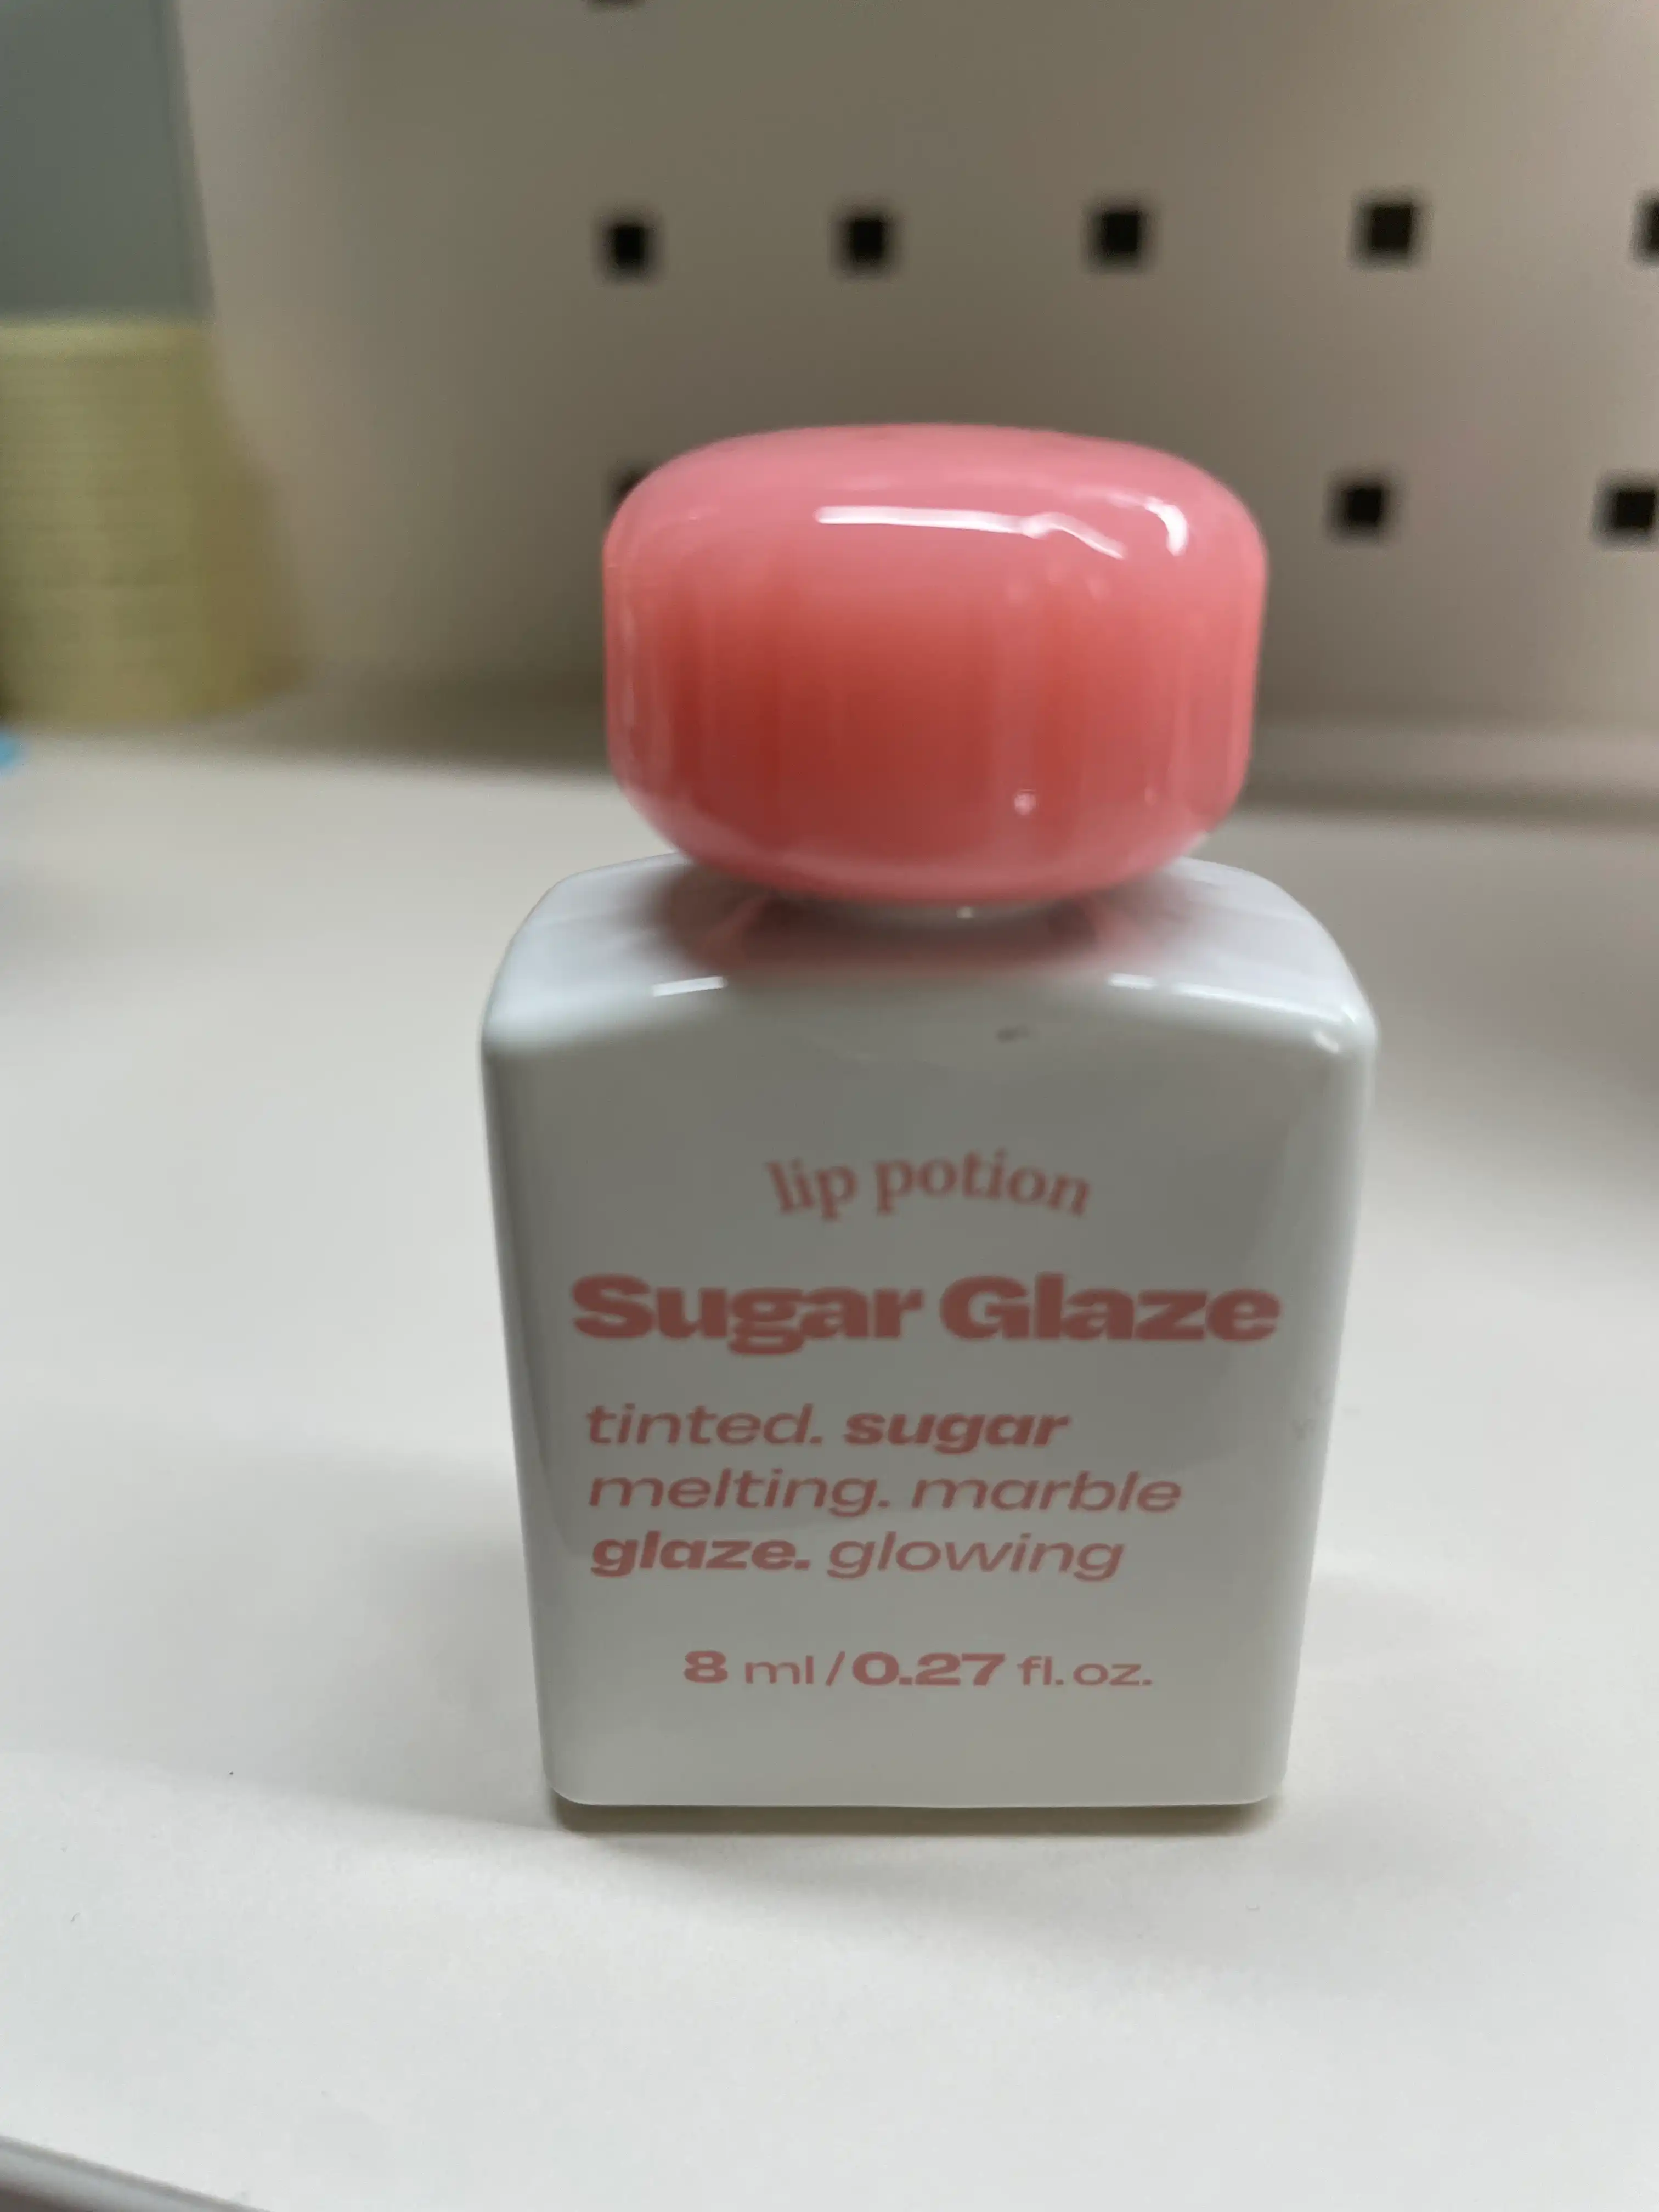 lip potion
Sugar Glaze
tinted. sugar
melting. marble
glaze. glowing
8 ml/0.27 fl.oz.